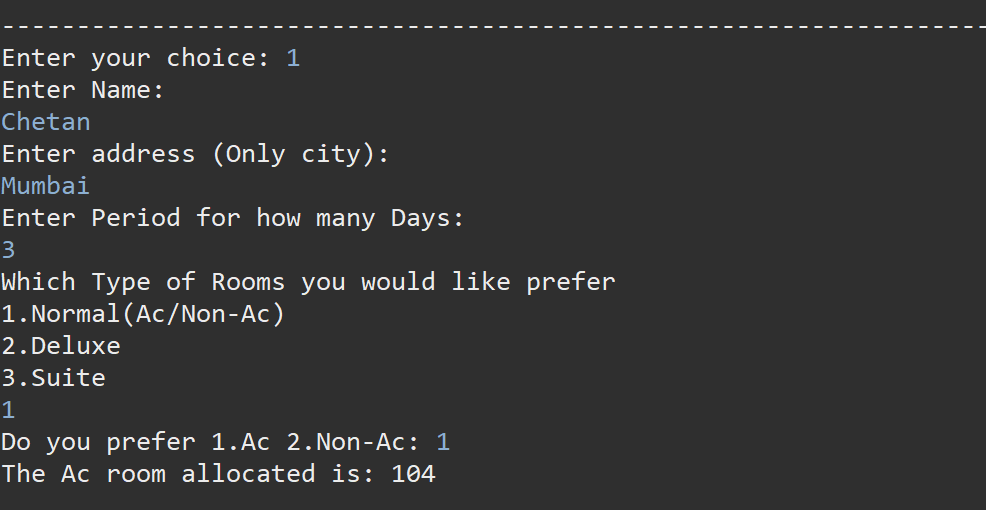 ------------------------------------------------------------------
Enter your choice: 1
Enter Name:
Chetan
Enter address (Only city):
Mumbai
Enter Period for how many Days:
3
Which Type of Rooms you would like prefer
1.Normal(Ac/Non-Ac)
2.Deluxe
3.Suite
1
Do you prefer 1.Ac 2.Non-Ac: 1
The Ac room allocated is: 104